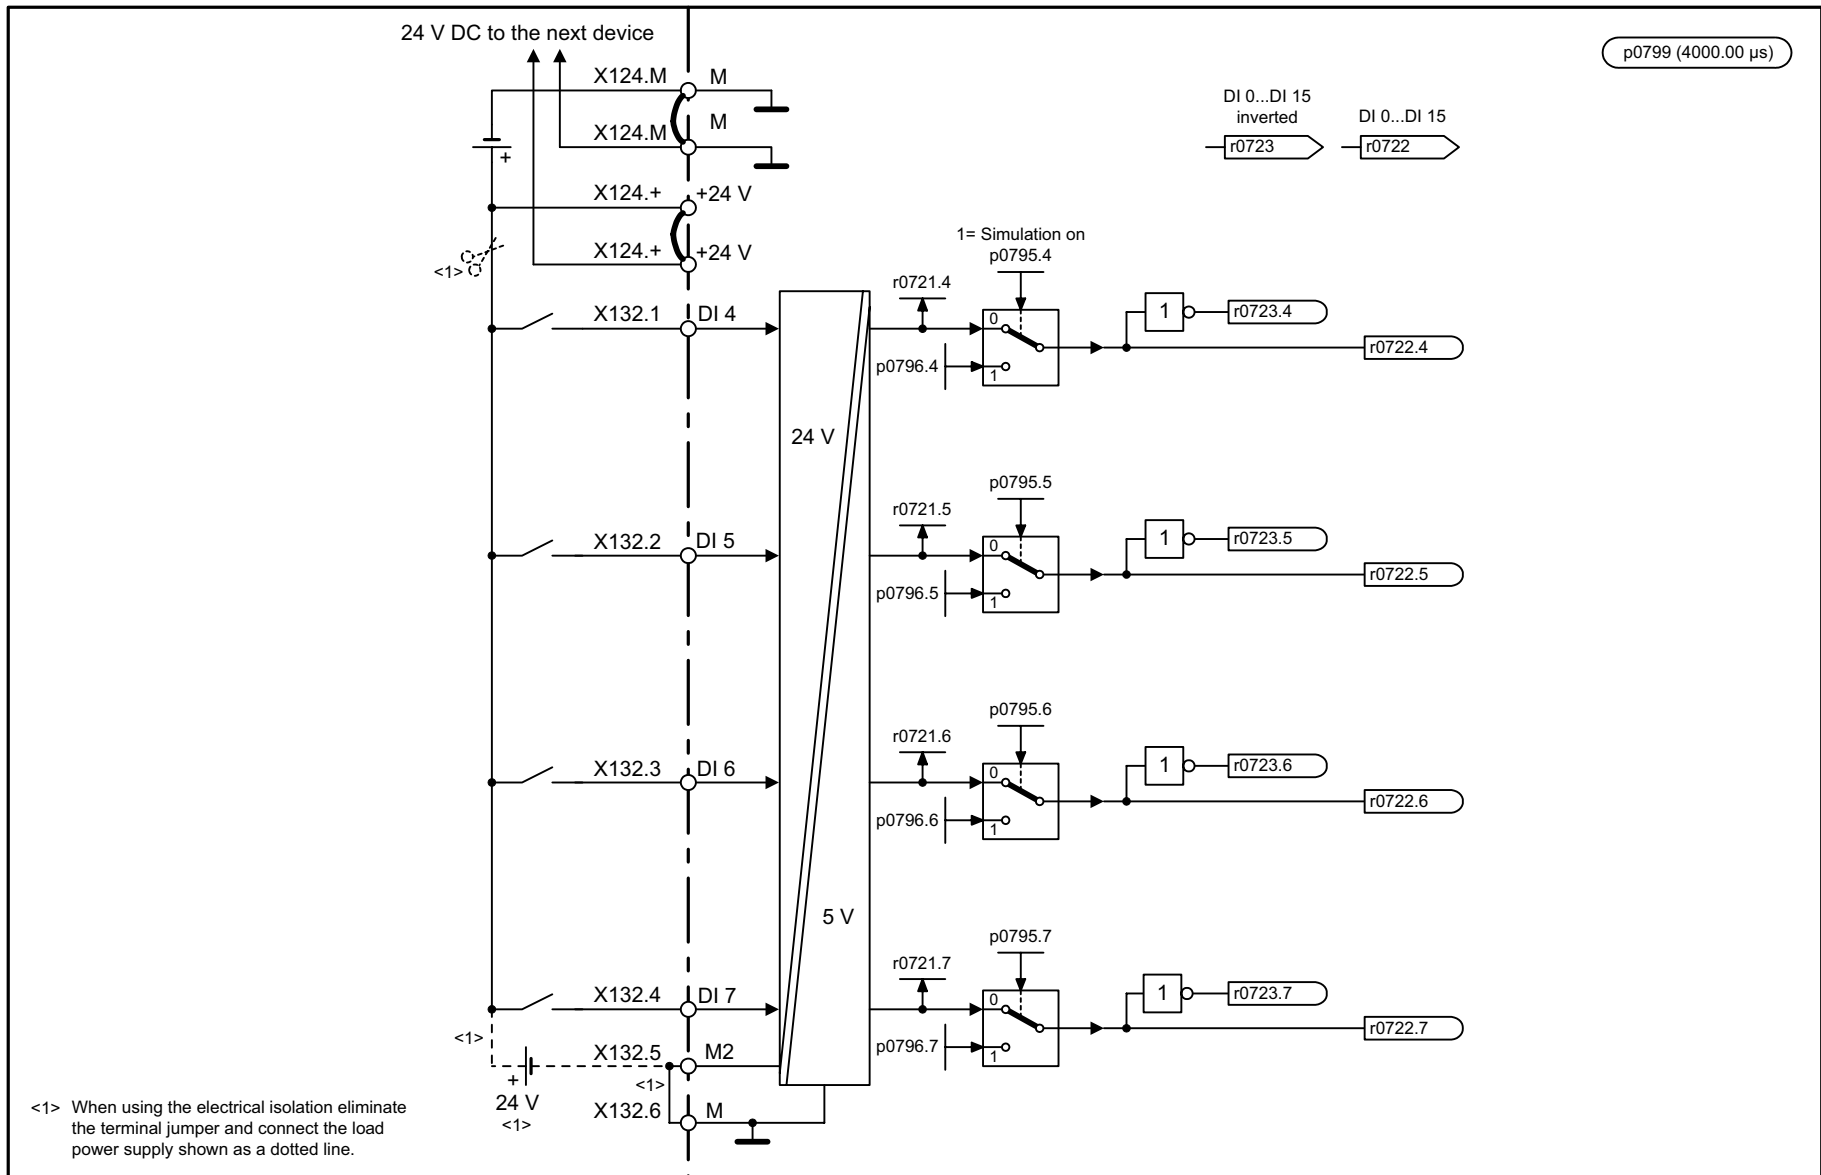 24 V DC to the next device
p0799 (4000.00 µs)
X124.M
M
DI 0...DI 15
inverted
DI 0...DI 15
X124.M
M
r0723
r0722
+
X124.+
+24 V
1= Simulation on
X124.+
+24 V
p0795.4
<1>
r0721.4
X132.1
DI 4
0
1
r0723.4
r0722.4
p0796.4
1
24 V
p0795.5
r0721.5
X132.2
DI 5
0
1
r0723.5
r0722.5
p0796.5
1
p0795.6
r0721.6
X132.3
DI 6
0
1
r0723.6
r0722.6
p0796.6
1
5 V
p0795.7
r0721.7
X132.4
DI 7
0
1
r0723.7
r0722.7
<1>
p0796.7
1
X132.5
M2
+
<1>
24 V
<1>
X132.6
M
<1> When using the electrical isolation eliminate
the terminal jumper and connect the load
power supply shown as a dotted line.